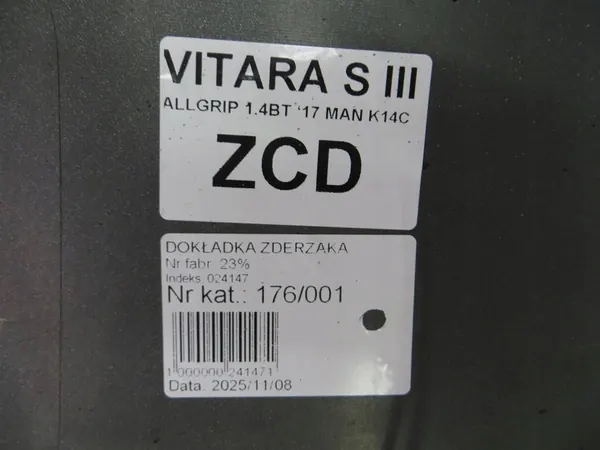 VITARA S III
ALLGRIP 1.4BT '17 MAN K14C
ZCD
DOKŁADKA ZDERZAKA
Nr fabr. 23%
Indeks: 024147
Nr kat.: 176/001
1 000000 241471
Data: 2025/11/08